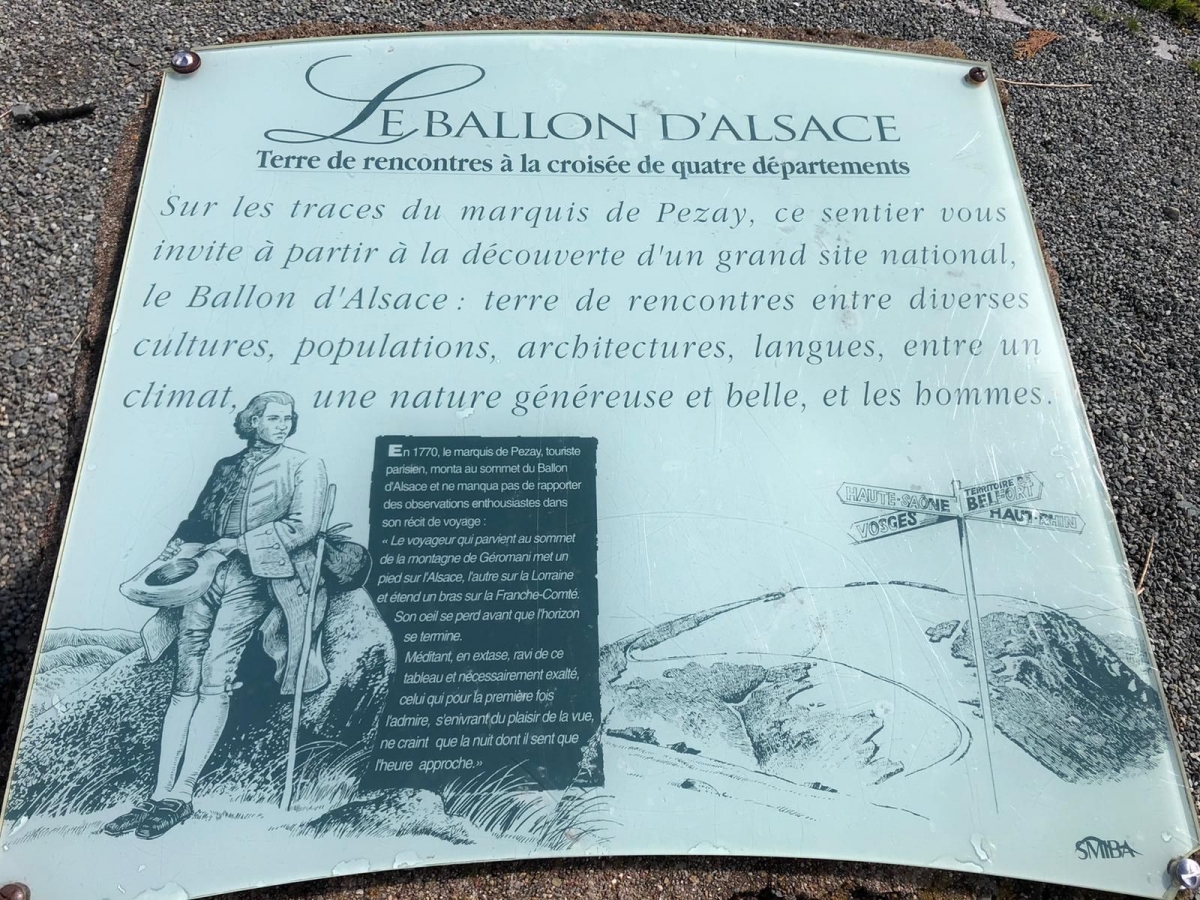 LE BALLON D'ALSACE
Terre de rencontres à la croisée de quatre départements
Sur les traces du marquis de Pezay, ce sentier vous
invite à partir à la découverte d'un grand site national,
le Ballon d'Alsace : terre de rencontres entre diverses
cultures, populations, architectures, langues, entre un
climat, une nature généreuse et belle, et les hommes.
En 1770, le marquis de Pezay, touriste
parisien, monta au sommet du Ballon
d'Alsace et ne manqua pas de rapporter
des observations enthousiastes dans
son récit de voyage :
« Le voyageur qui parvient au sommet
de la montagne de Géromani met un
pied sur l'Alsace, l'autre sur la Lorraine
et étend un bras sur la Franche-Comté.
Son oeil se perd avant que l'horizon
se termine.
Méditant, en extase, ravi de ce
tableau et nécessairement exalté,
celui qui pour la première fois
l'admire, s'enivrant du plaisir de la vue,
ne craint que la nuit dont il sent que
l'heure approche.»
HAUTE-SAÔNE
TERRITOIRE DE
BELFORT
VOSGES
HAUT-RHIN
SMIBA